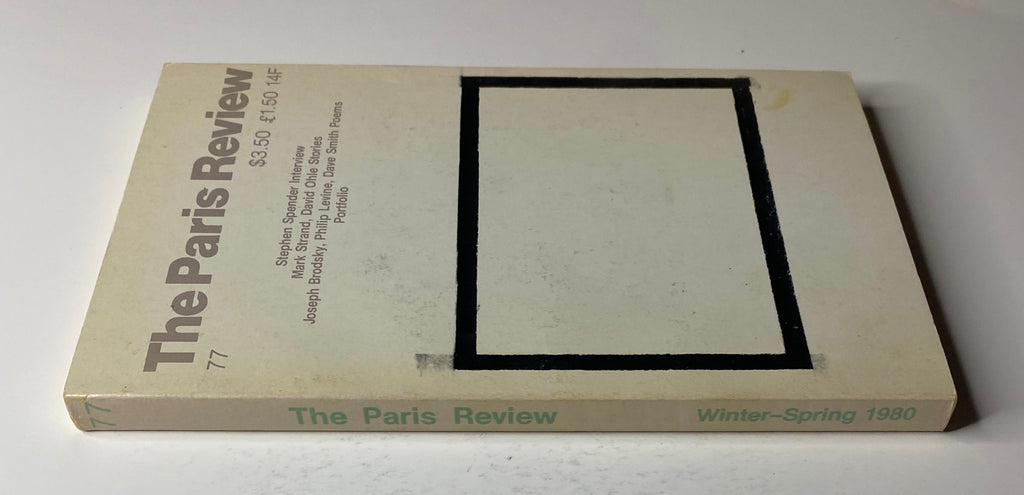 The Paris Review
77
$3.50 £1.50 14F
Stephen Spender Interview
Mark Strand, David Ohle Stories
Joseph Brodsky, Philip Levine, Dave Smith Poems
Portfolio
77
The Paris Review
Winter–Spring 1980